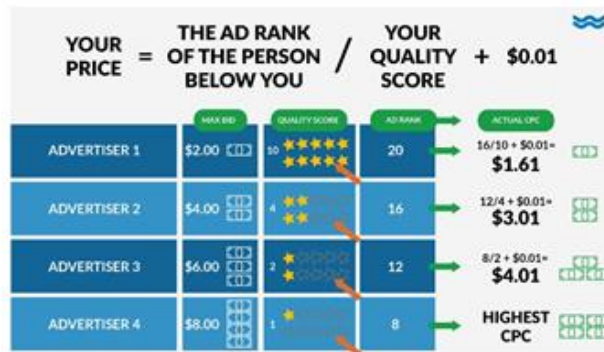 YOUR PRICE = THE AD RANK OF THE PERSON BELOW YOU / YOUR QUALITY SCORE + $0.01
MAX BID QUALITY SCORE AD RANK ACTUAL CPC
ADVERTISER 1 $2.00 10 20 16/10 + $0.01=
$1.61
ADVERTISER 2 $4.00 4 16 12/4 + $0.01=
$3.01
ADVERTISER 3 $6.00 2 12 8/2 + $0.01=
$4.01
ADVERTISER 4 $8.00 1 8 HIGHEST
CPC